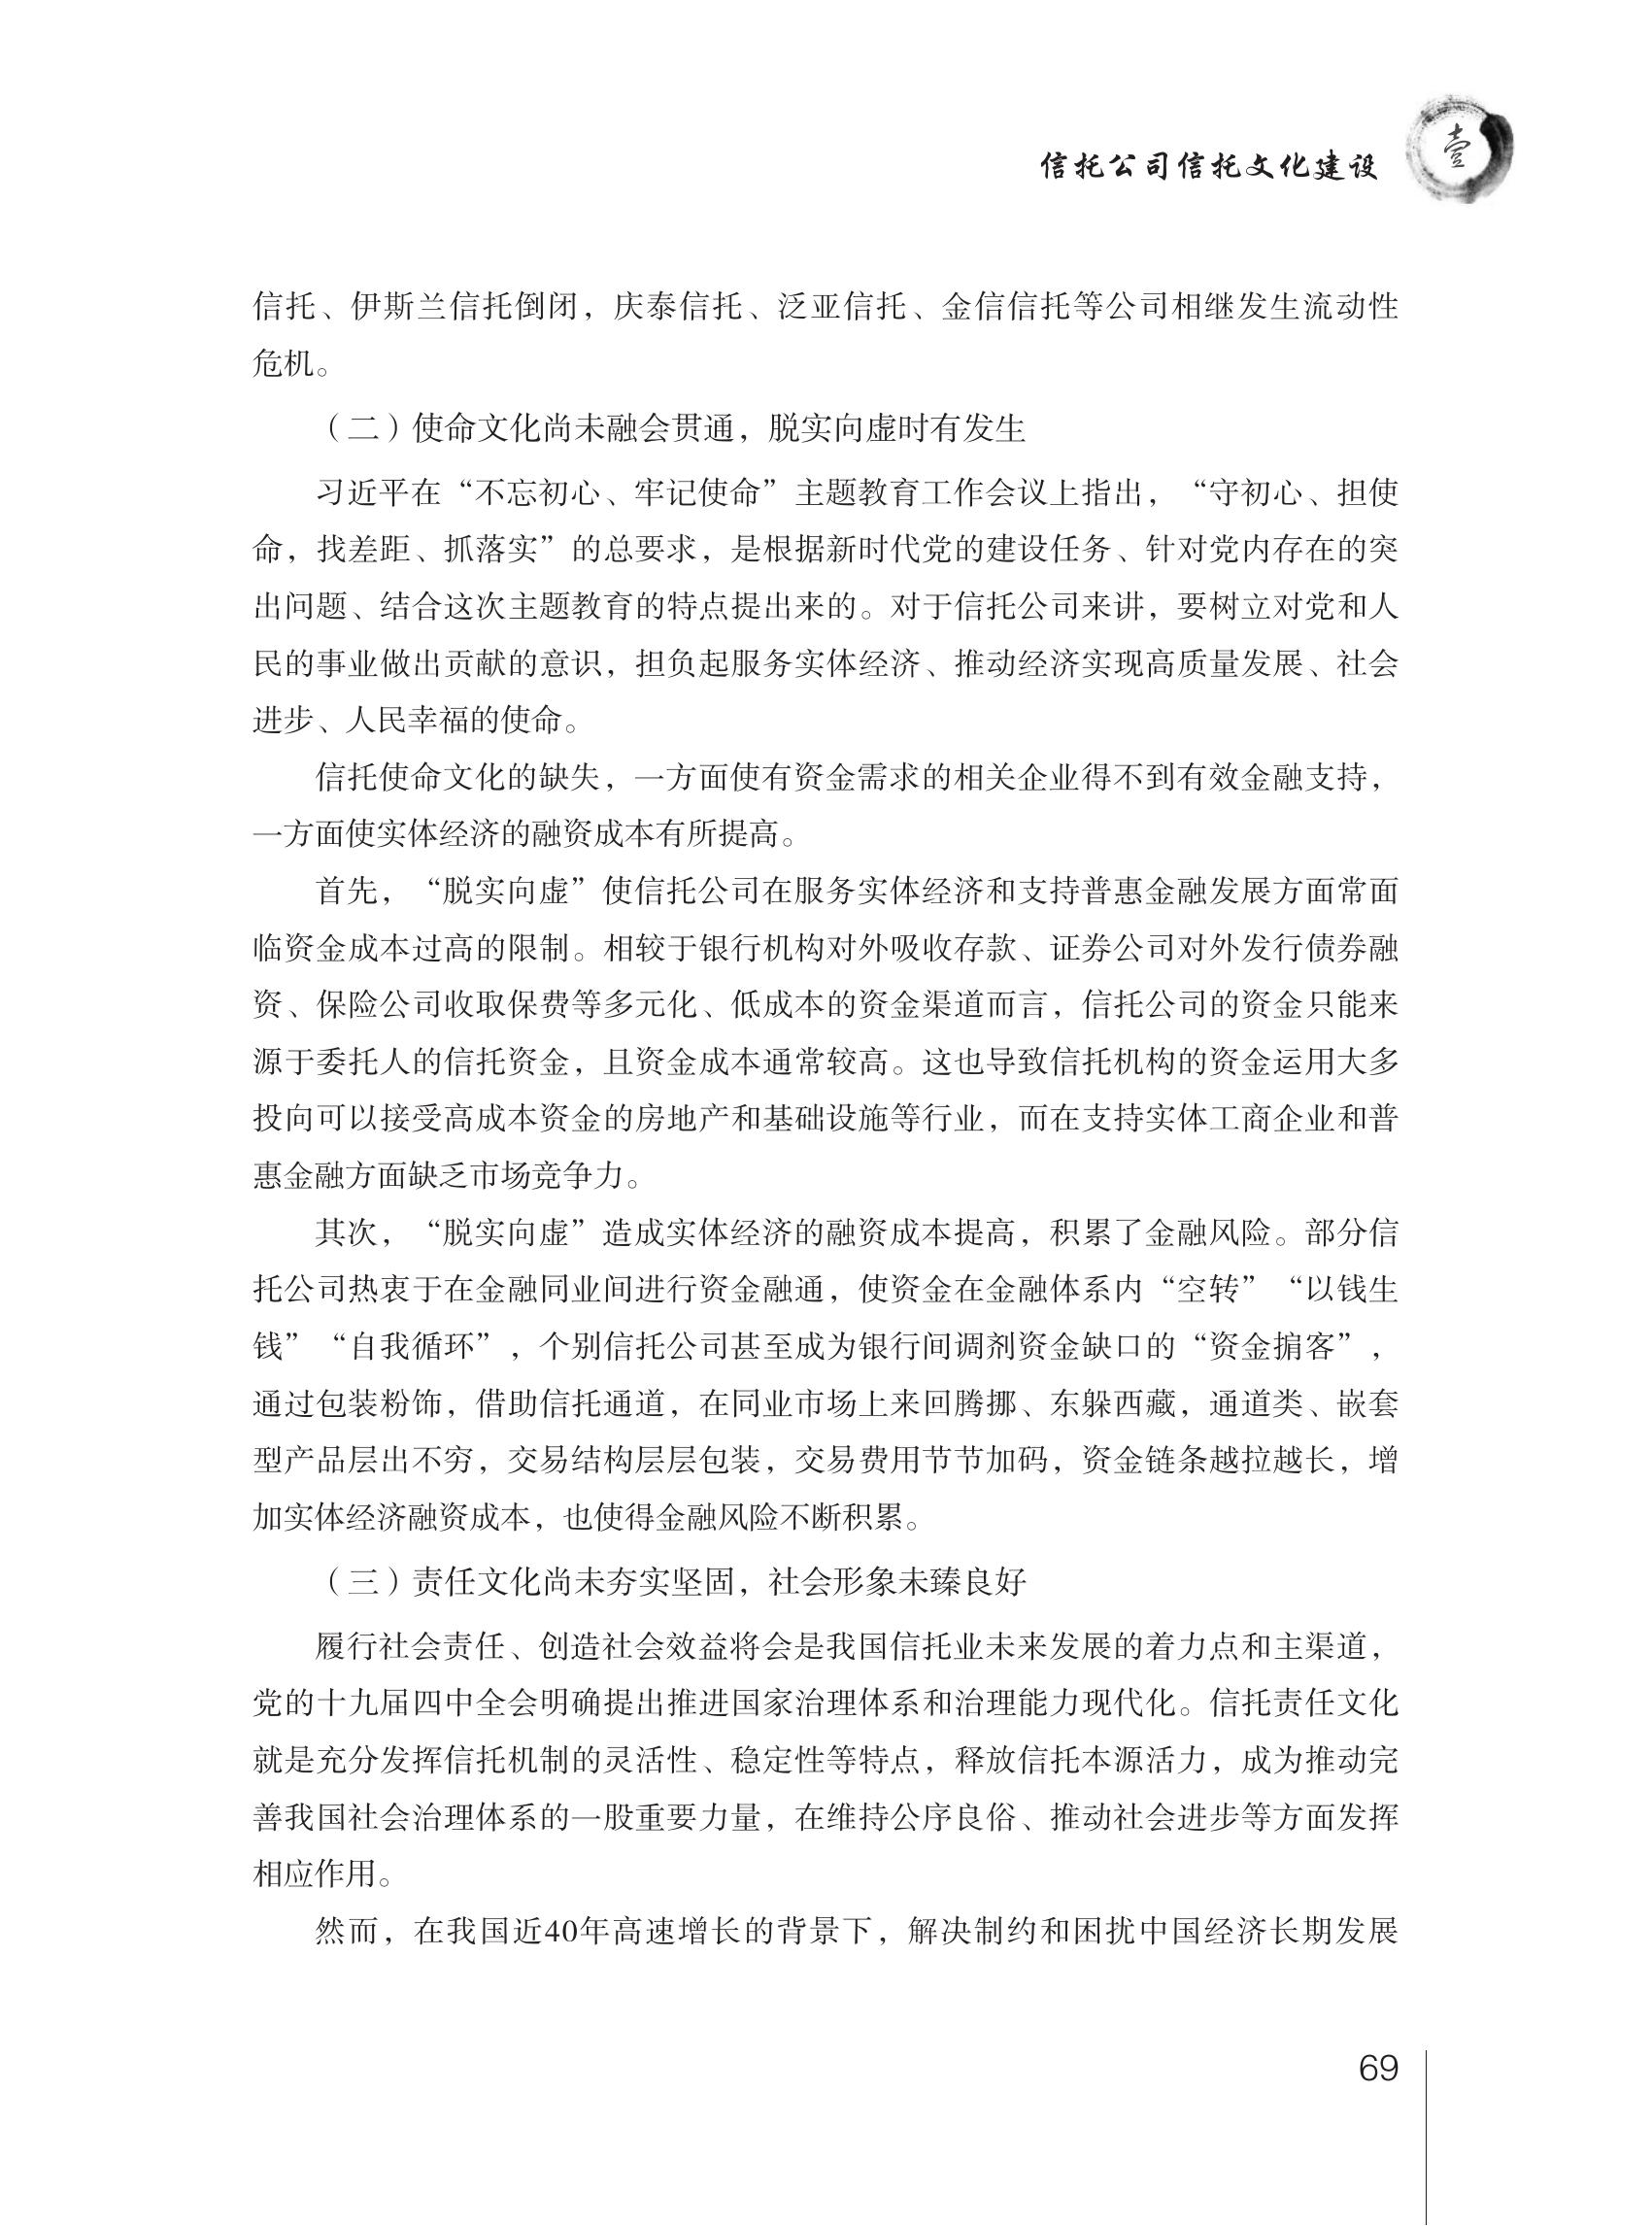 信托公司信托文化建设
壹
信托、伊斯兰信托倒闭，庆泰信托、泛亚信托、金信信托等公司相继发生流动性
危机。
（二）使命文化尚未融会贯通，脱实向虚时有发生
习近平在“不忘初心、牢记使命”主题教育工作会议上指出，“守初心、担使
命，找差距、抓落实”的总要求，是根据新时代党的建设任务、针对党内存在的突
出问题、结合这次主题教育的特点提出来的。对于信托公司来讲，要树立对党和人
民的事业做出贡献的意识，担负起服务实体经济、推动经济实现高质量发展、社会
进步、人民幸福的使命。
信托使命文化的缺失，一方面使有资金需求的相关企业得不到有效金融支持，
一方面使实体经济的融资成本有所提高。
首先，“脱实向虚”使信托公司在服务实体经济和支持普惠金融发展方面常面
临资金成本过高的限制。相较于银行机构对外吸收存款、证券公司对外发行债券融
资、保险公司收取保费等多元化、低成本的资金渠道而言，信托公司的资金只能来
源于委托人的信托资金，且资金成本通常较高。这也导致信托机构的资金运用大多
投向可以接受高成本资金的房地产和基础设施等行业，而在支持实体工商企业和普
惠金融方面缺乏市场竞争力。
其次，“脱实向虚”造成实体经济的融资成本提高，积累了金融风险。部分信
托公司热衷于在金融同业间进行资金融通，使资金在金融体系内“空转”“以钱生
钱”“自我循环”，个别信托公司甚至成为银行间调剂资金缺口的“资金掮客”，
通过包装粉饰，借助信托通道，在同业市场上来回腾挪、东躲西藏，通道类、嵌套
型产品层出不穷，交易结构层层包装，交易费用节节加码，资金链条越拉越长，增
加实体经济融资成本，也使得金融风险不断积累。
（三）责任文化尚未夯实坚固，社会形象未臻良好
履行社会责任、创造社会效益将会是我国信托业未来发展的着力点和主渠道，
党的十九届四中全会明确提出推进国家治理体系和治理能力现代化。信托责任文化
就是充分发挥信托机制的灵活性、稳定性等特点，释放信托本源活力，成为推动完
善我国社会治理体系的一股重要力量，在维持公序良俗、推动社会进步等方面发挥
相应作用。
然而，在我国近40年高速增长的背景下，解决制约和困扰中国经济长期发展
69